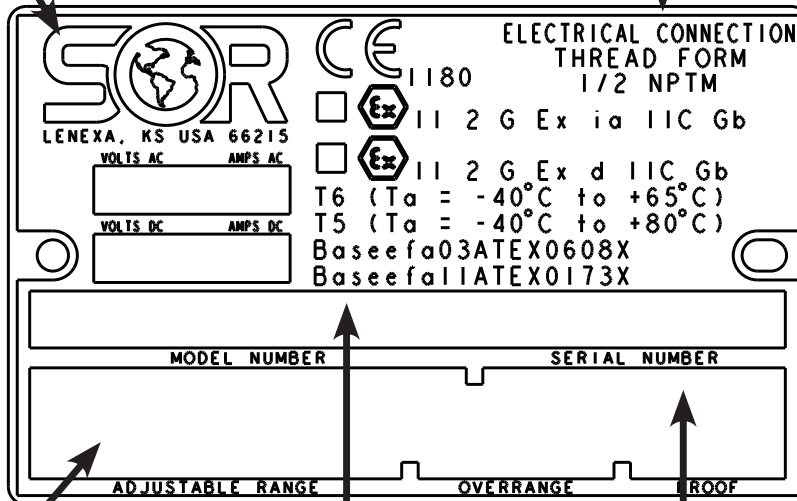 SOR
LENEXA, KS USA 66215
VOLTS AC AMPS AC
VOLTS DC AMPS DC
CE 1180
ELECTRICAL CONNECTION
THREAD FORM
1/2 NPTM
Ex II 2 G Ex ia IIC Gb
Ex II 2 G Ex d IIC Gb
T6 (Ta = -40°C to +65°C)
T5 (Ta = -40°C to +80°C)
Baseefa03ATEX0608X
Baseefa11ATEX0173X
MODEL NUMBER SERIAL NUMBER
ADJUSTABLE RANGE OVERRANGE PROOF